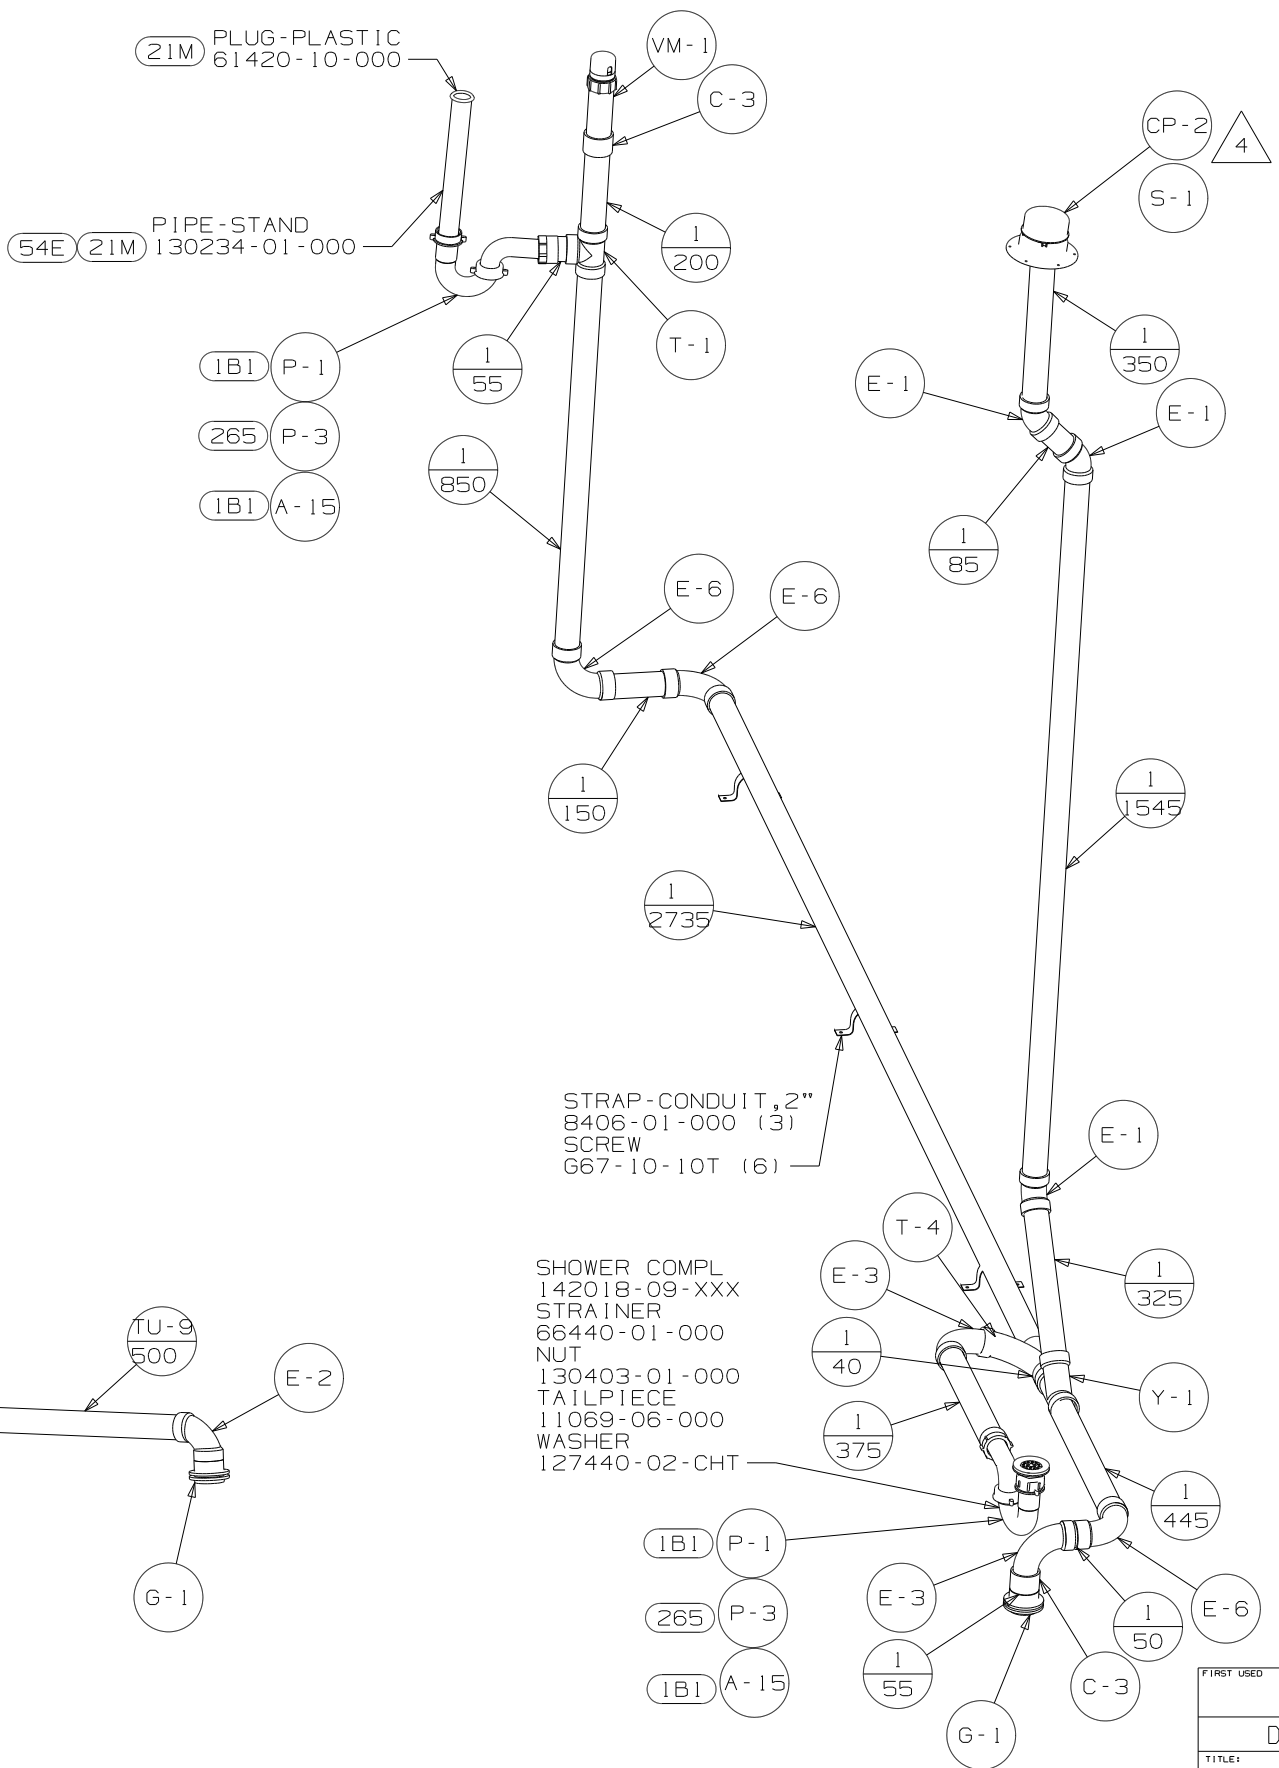 21M
PLUG-PLASTIC
61420-10-000
VM-1
C-3
CP-2
4
S-1
54E
21M
PIPE-STAND
130234-01-000
1
200
1
350
T-1
1
55
1B1
P-1
E-1
E-1
265
P-3
1
850
1B1
A-15
1
85
E-6
E-6
1
150
1
1545
1
2735
STRAP-CONDUIT,2"
8406-01-000 (3)
SCREW
G67-10-10T (6)
E-1
T-4
E-3
1
325
SHOWER COMPL
142018-09-XXX
STRAINER
66440-01-000
NUT
130403-01-000
TAILPIECE
11069-06-000
WASHER
127440-02-CHT
TU-9
500
E-2
1
40
Y-1
1
375
1
445
1B1
P-1
G-1
E-3
1
50
E-6
265
P-3
1
55
C-3
1B1
A-15
G-1
FIRST USED
D
TITLE: